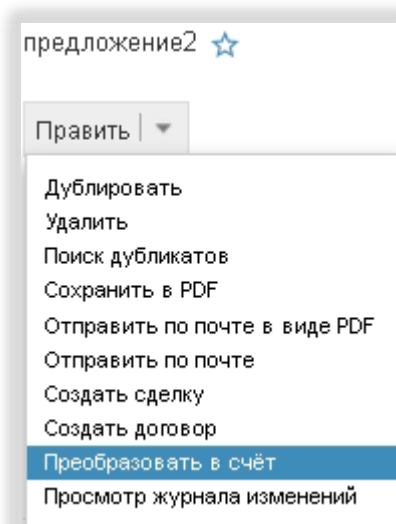 предложение2
Править
Дублировать
Удалить
Поиск дубликатов
Сохранить в PDF
Отправить по почте в виде PDF
Отправить по почте
Создать сделку
Создать договор
Преобразовать в счёт
Просмотр журнала изменений